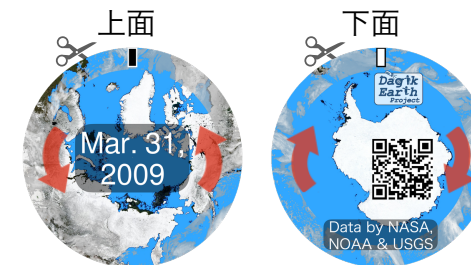 上面
下面
Mar. 31,
2009
Dagik
Earth
Project
Data by NASA,
NOAA & USGS